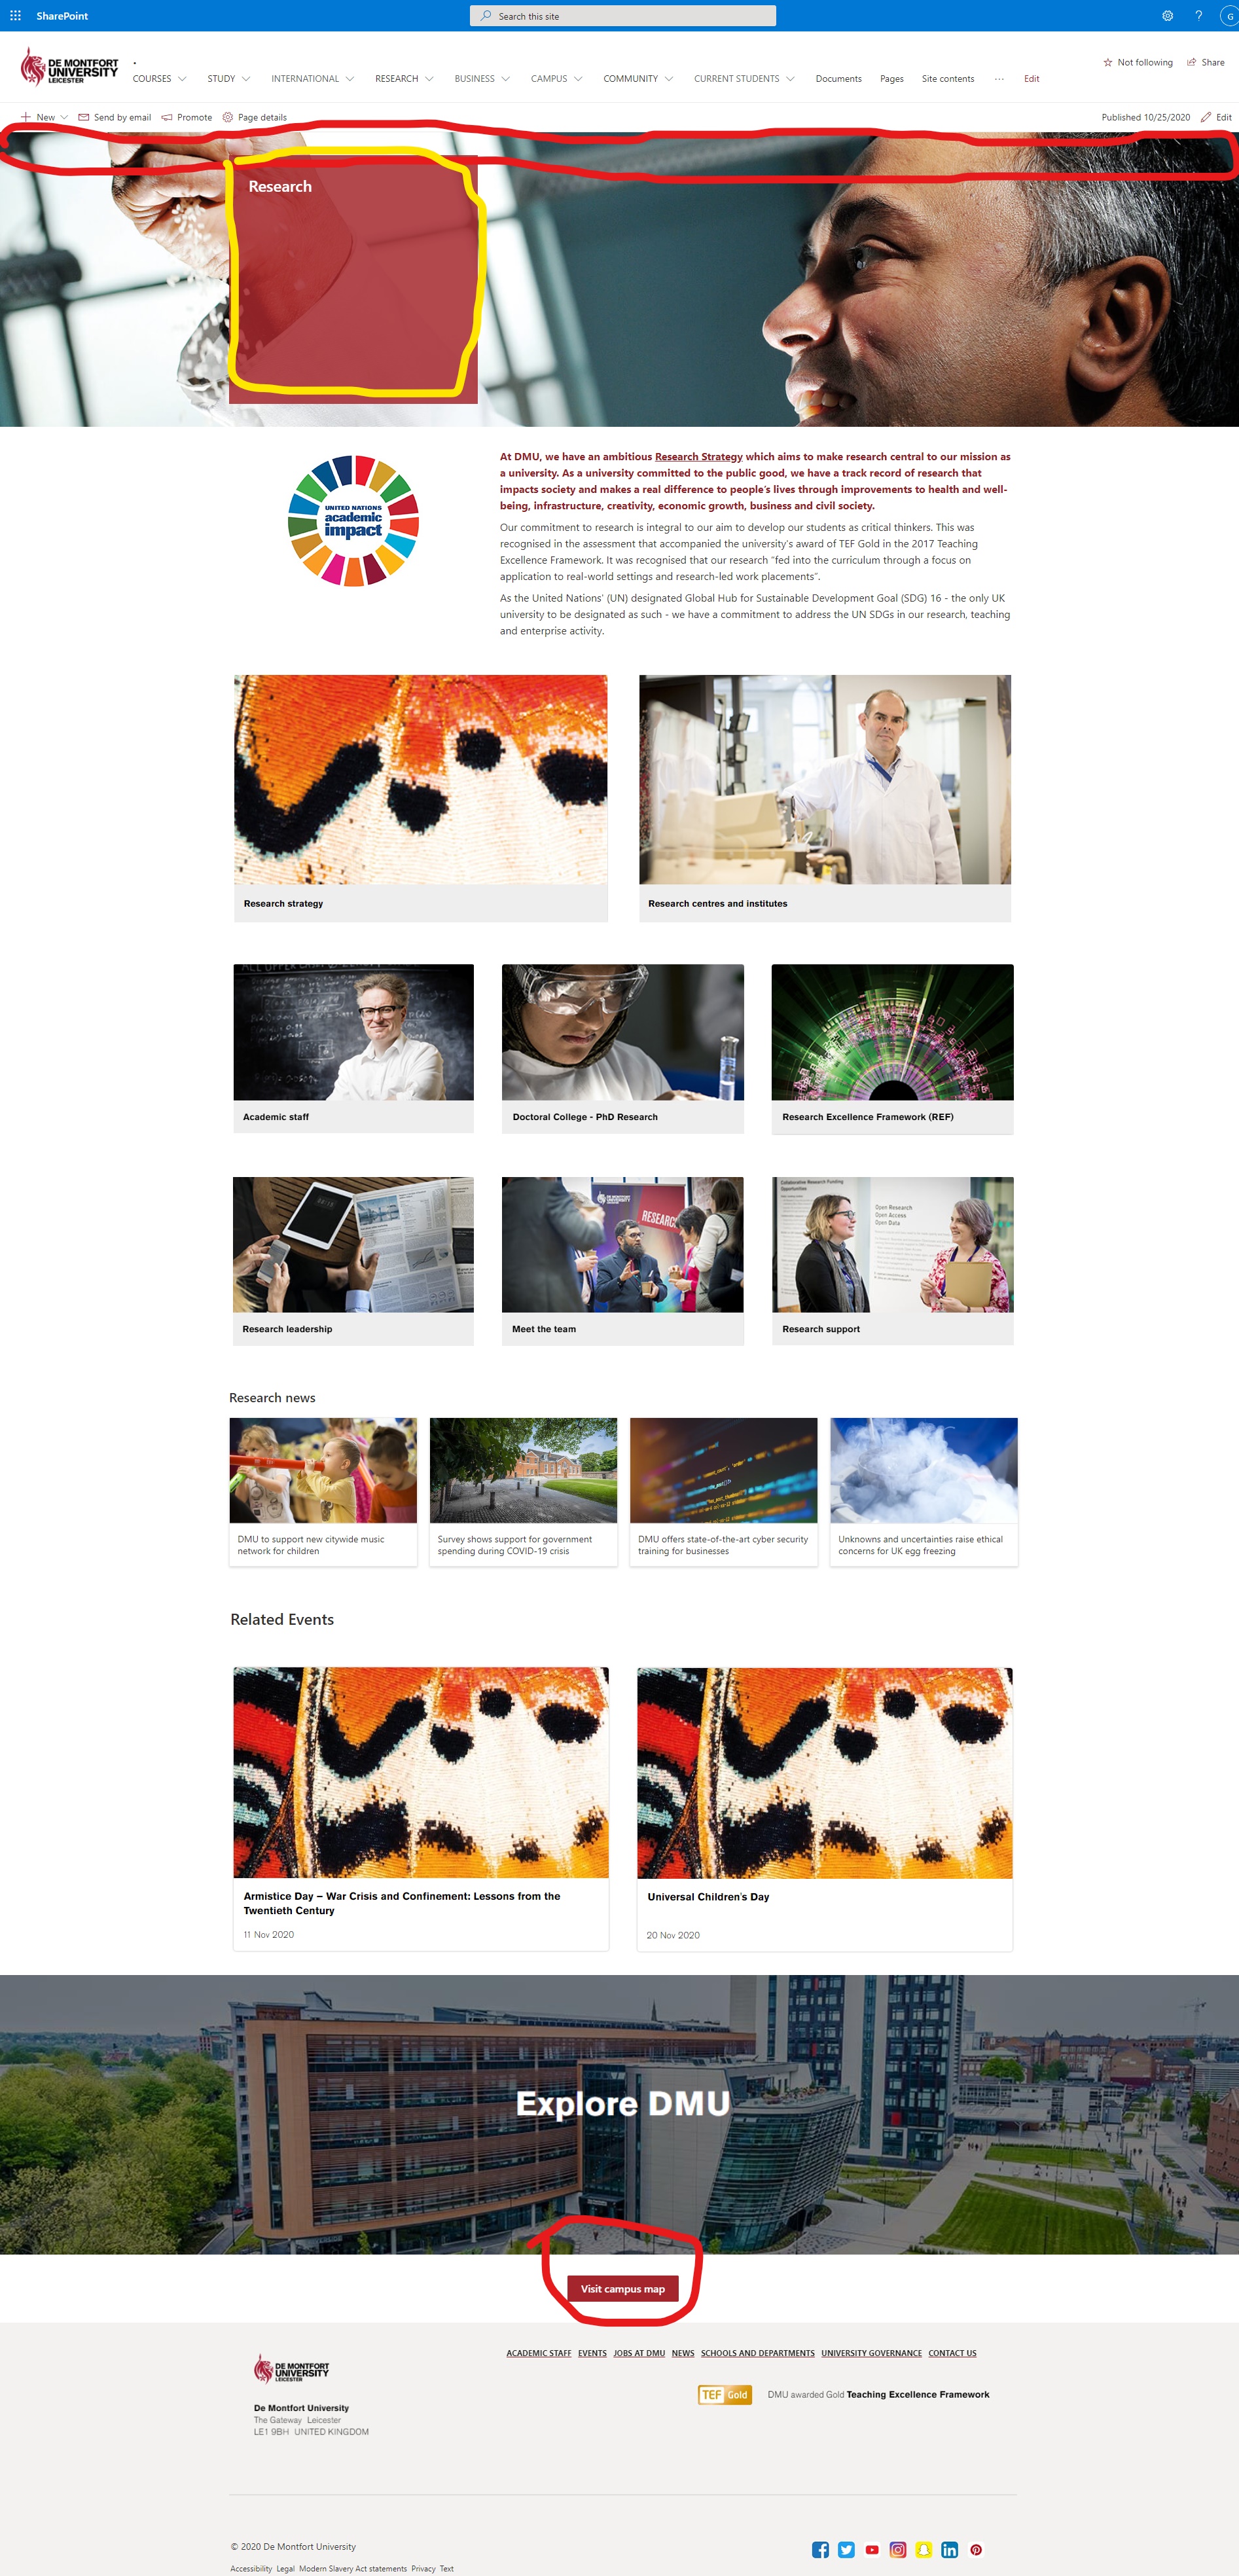 SharePoint
Search this site
?
G
DE MONTFORT
UNIVERSITY
LEICESTER
COURSES STUDY INTERNATIONAL RESEARCH BUSINESS CAMPUS COMMUNITY CURRENT STUDENTS Documents Pages Site contents ... Edit
Not following Share
New Send by email Promote Page details
Published 10/25/2020 Edit
Research
UNITED NATIONS
academic
impact
At DMU, we have an ambitious Research Strategy which aims to make research central to our mission as
a university. As a university committed to the public good, we have a track record of research that
impacts society and makes a real difference to people's lives through improvements to health and well-
being, infrastructure, creativity, economic growth, business and civil society.
Our commitment to research is integral to our aim to develop our students as critical thinkers. This was
recognised in the assessment that accompanied the university's award of TEF Gold in the 2017 Teaching
Excellence Framework. It was recognised that our research "fed into the curriculum through a focus on
application to real-world settings and research-led work placements".
As the United Nations' (UN) designated Global Hub for Sustainable Development Goal (SDG) 16 - the only UK
university to be designated as such - we have a commitment to address the UN SDGs in our research, teaching
and enterprise activity.
Research strategy
Research centres and institutes
Academic staff
Doctoral College - PhD Research
Research Excellence Framework (REF)
DE MONTFORT
UNIVERSITY
RESEARC
Collaborative Research Funding
Opportunities
Open Research
Open Access
Open Data
Research leadership
Meet the team
Research support
Research news
DMU to support new citywide music
network for children
Survey shows support for government
spending during COVID-19 crisis
DMU offers state-of-the-art cyber security
training for businesses
Unknowns and uncertainties raise ethical
concerns for UK egg freezing
Related Events
Armistice Day – War Crisis and Confinement: Lessons from the
Twentieth Century
11 Nov 2020
Universal Children's Day
20 Nov 2020
Explore DMU
Visit campus map
DE MONTFORT
UNIVERSITY
LEICESTER
De Montfort University
The Gateway Leicester
LE1 9BH UNITED KINGDOM
ACADEMIC STAFF EVENTS JOBS AT DMU NEWS SCHOOLS AND DEPARTMENTS UNIVERSITY GOVERNANCE CONTACT US
TEF Gold
DMU awarded Gold Teaching Excellence Framework
© 2020 De Montfort University
Accessibility Legal Modern Slavery Act statements Privacy Text